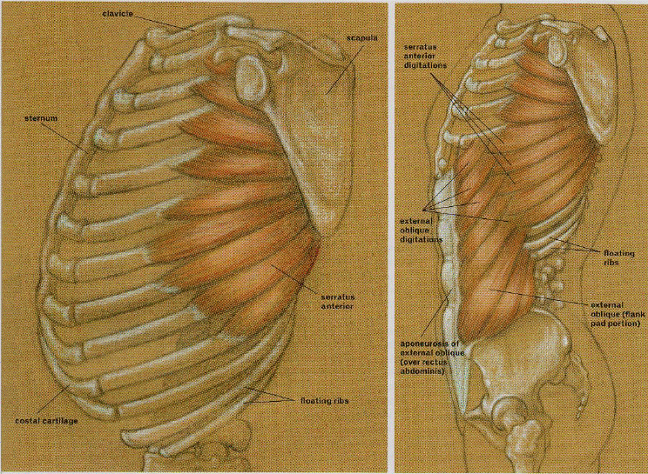 clavicle
scapula
sternum
serratus
anterior
floating ribs
costal cartilage
serratus
anterior
digitations
external
oblique
digitations
floating
ribs
external
oblique (flank
pad portion)
aponeurosis of
external oblique
(over rectus
abdominis)